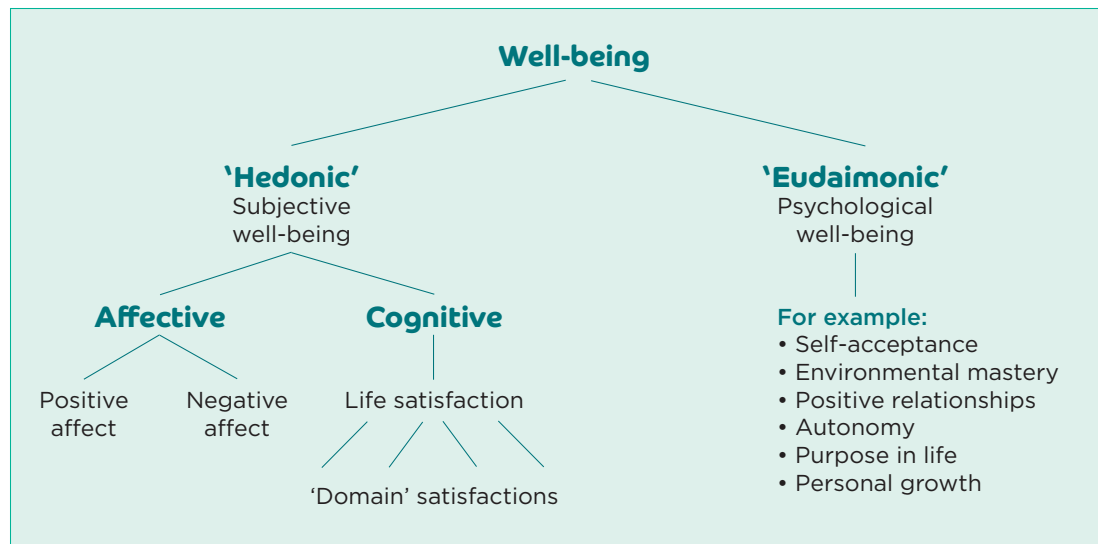 Well-being
‘Hedonic’
Subjective
well-being
‘Eudaimonic’
Psychological
well-being
Affective
Cognitive
Positive
affect
Negative
affect
Life satisfaction
‘Domain’ satisfactions
For example:
• Self-acceptance
• Environmental mastery
• Positive relationships
• Autonomy
• Purpose in life
• Personal growth